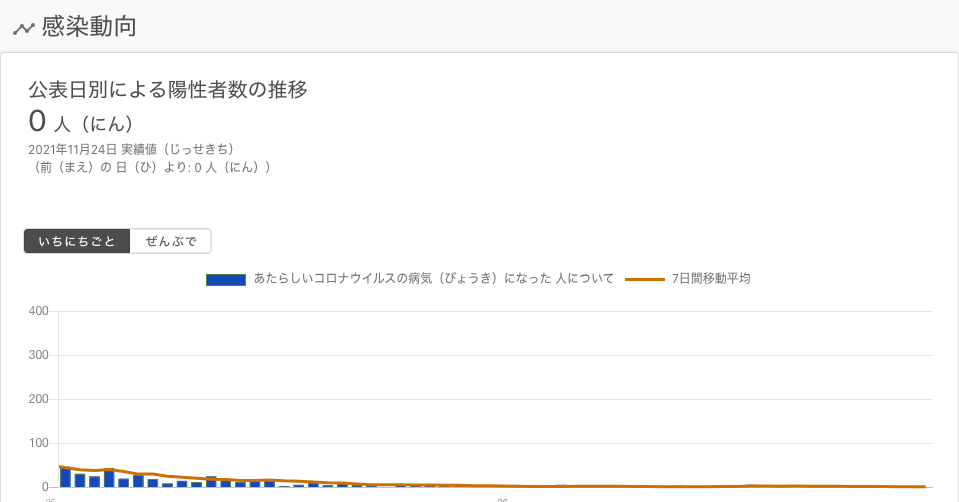 感染動向
公表日別による陽性者数の推移
0 人（にん）
2021年11月24日 実績値（じっせきち）
（前（まえ）の 日（ひ）より: 0 人（にん））
いちにちごと ぜんぶで
あたらしいコロナウイルスの病気（びょうき）になった 人について 7日間移動平均
400
300
200
100
0